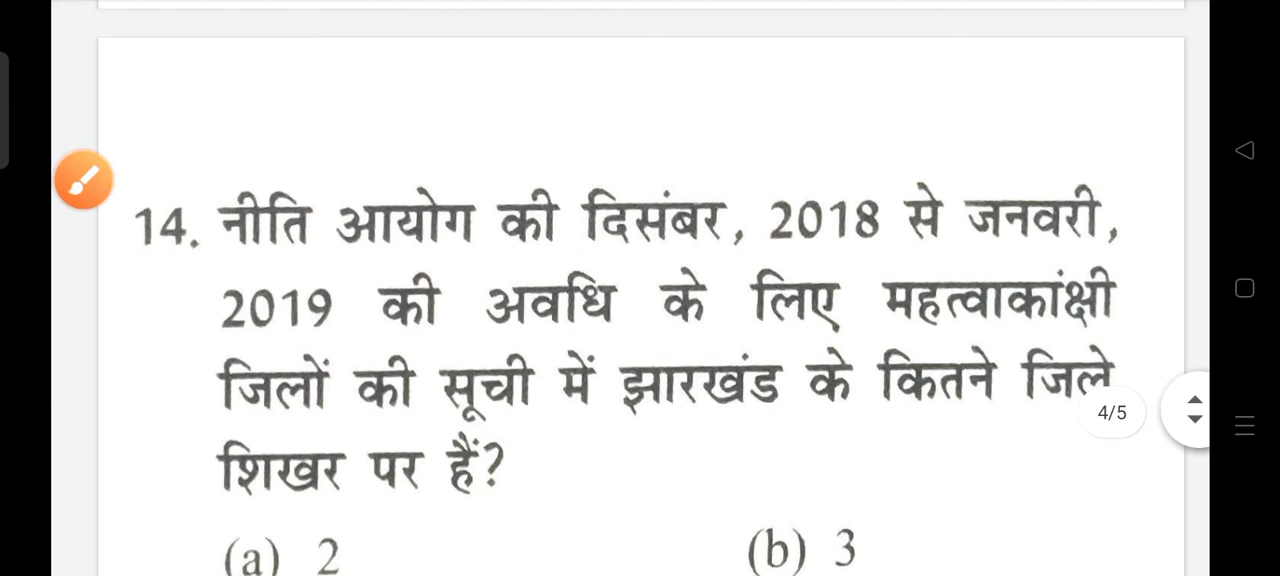 14. नीति आयोग की दिसंबर, 2018 से जनवरी,
2019 की अवधि के लिए महत्वाकांक्षी
जिलों की सूची में झारखंड के कितने जिले
4/5
शिखर पर हैं?
(a) 2 (b) 3